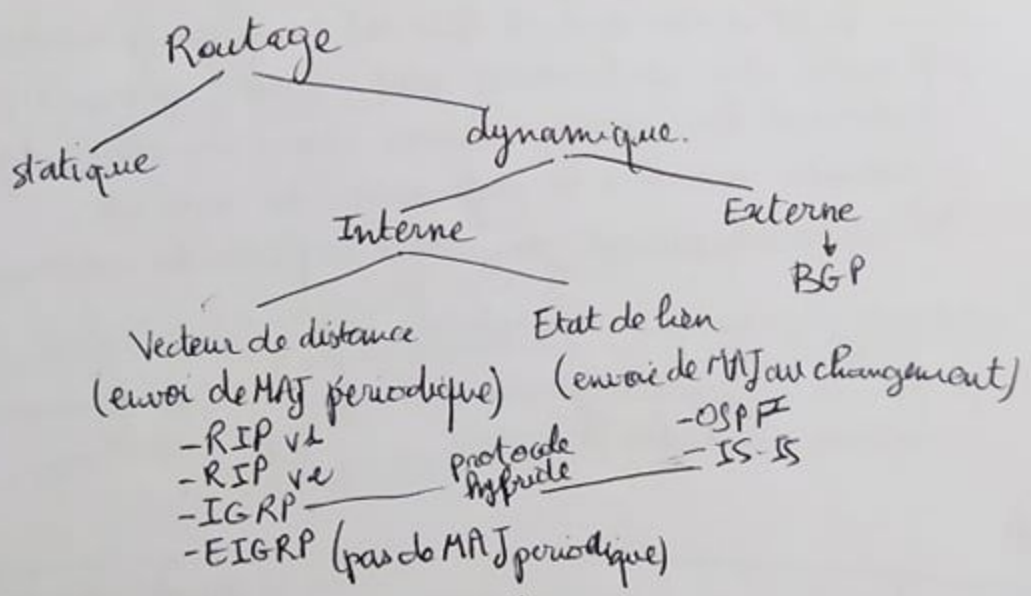 Routage
statique
dynamique.
Interne
Externe
BGP
Vecteur de distance
(envoi de MAJ périodique)
- RIP v1
- RIP v2
- IGRP
- EIGRP (pas de MAJ periodique)
protocole
hybride
Etat de lien
(envoi de MAJ au changement)
- OSPF
- IS-IS